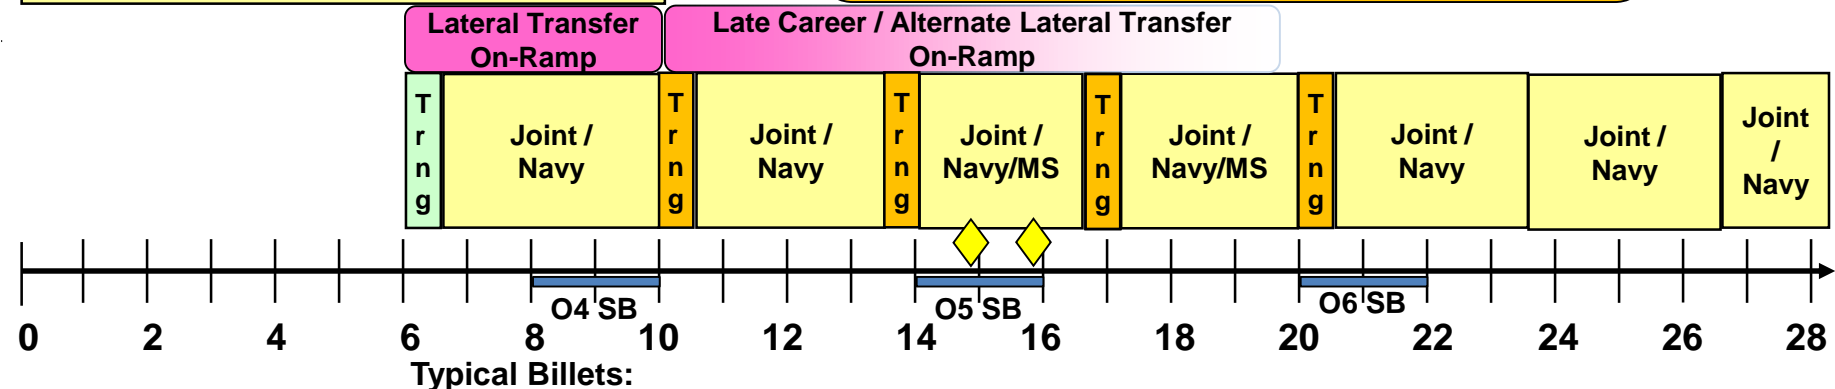 Lateral Transfer
On-Ramp
Late Career / Alternate Lateral Transfer
On-Ramp
T
r
n
g
Joint /
Navy
T
r
n
g
Joint /
Navy
T
r
n
g
Joint /
Navy/MS
T
r
n
g
Joint /
Navy/MS
T
r
n
g
Joint /
Navy
Joint /
Navy
Joint
/
Navy
O4 SB
O5 SB
O6 SB
0 2 4 6 8 10 12 14 16 18 20 22 24 26 28
Typical Billets: